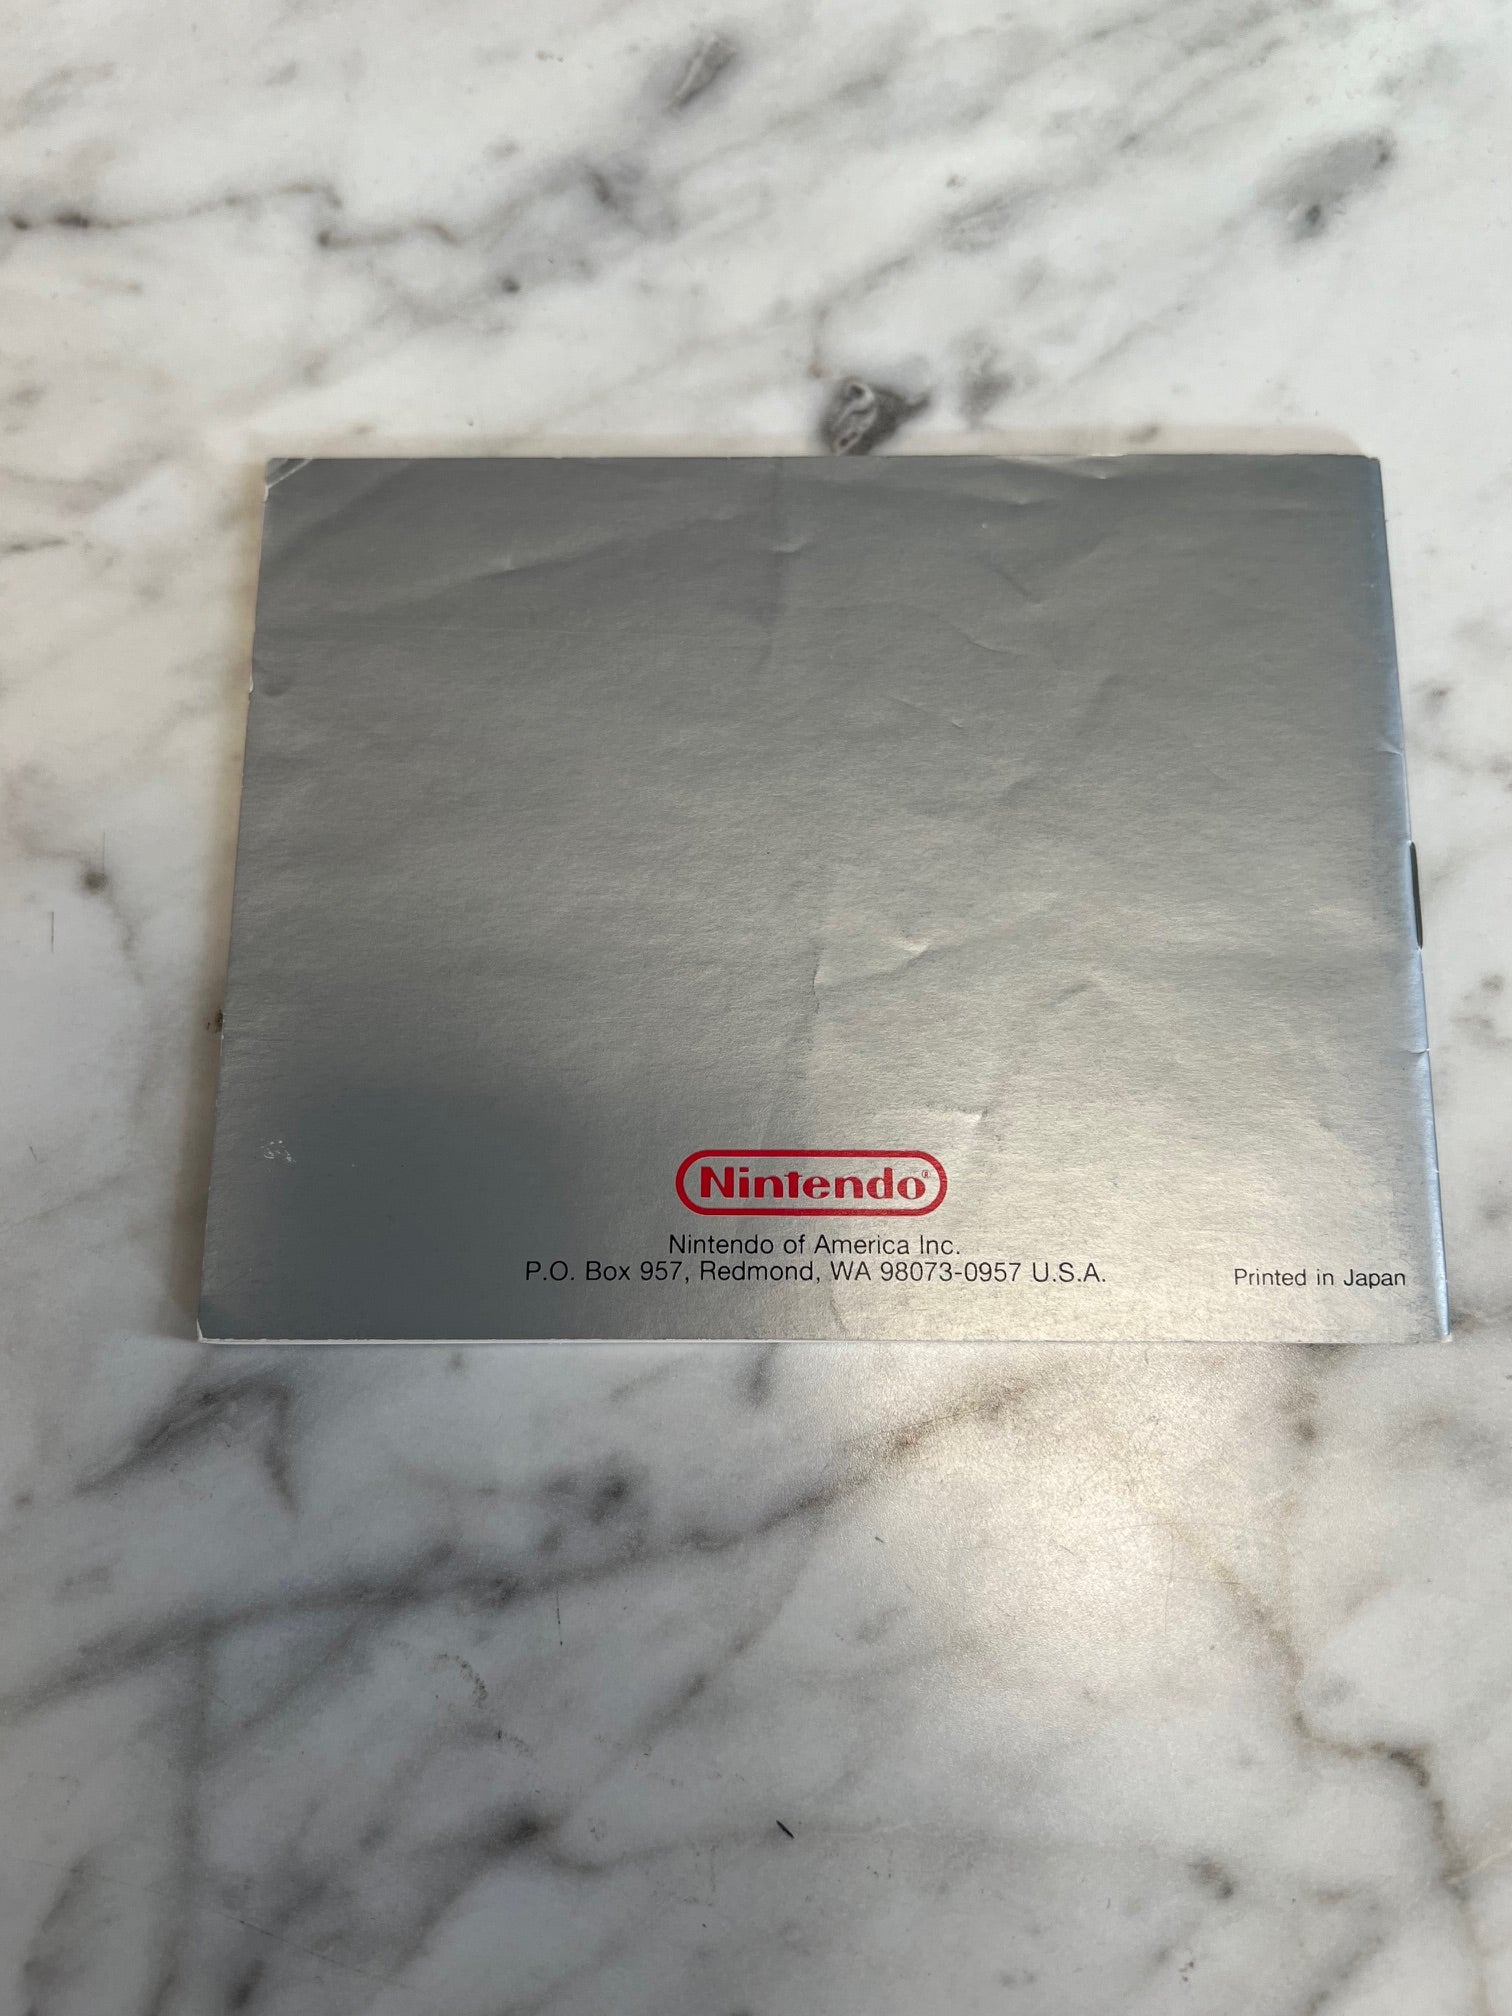 Nintendo®
Nintendo of America Inc.
P.O. Box 957, Redmond, WA 98073-0957 U.S.A.
Printed in Japan